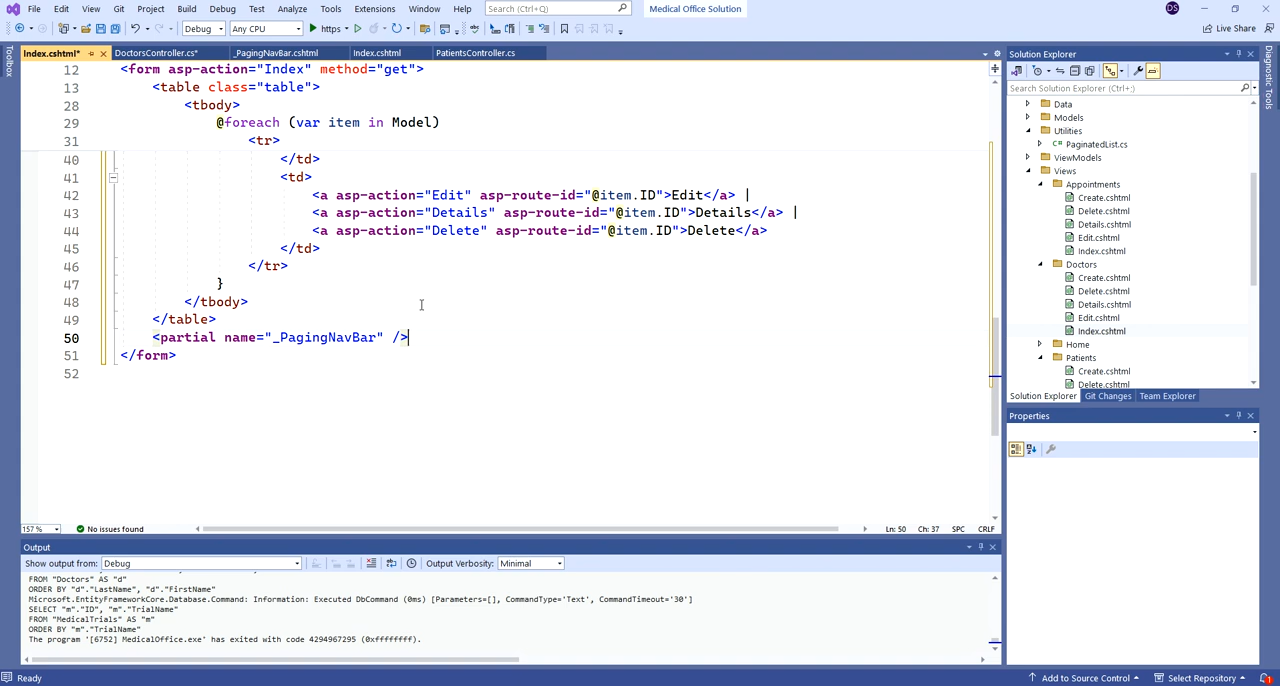 File Edit View Git Project Build Debug Test Analyze Tools Extensions Window Help Search (Ctrl+Q) Medical Office Solution DS
Debug Any CPU https Live Share
Toolbox
Index.cshtml* DoctorsController.cs* _PagingNavBar.cshtml Index.cshtml PatientsController.cs
12 <form asp-action="Index" method="get">
13 <table class="table">
28 <tbody>
29 @foreach (var item in Model)
31 <tr>
40 </td>
41 <td>
42 <a asp-action="Edit" asp-route-id="@item.ID">Edit</a> |
43 <a asp-action="Details" asp-route-id="@item.ID">Details</a> |
44 <a asp-action="Delete" asp-route-id="@item.ID">Delete</a>
45 </td>
46 </tr>
47 }
48 </tbody>
49 </table>
50 <partial name="_PagingNavBar" />
51 </form>
52
157 % No issues found Ln: 50 Ch: 37 SPC CRLF
Output
Show output from: Debug Output Verbosity: Minimal
FROM "Doctors" AS "d"
ORDER BY "d"."LastName", "d"."FirstName"
Microsoft.EntityFrameworkCore.Database.Command: Information: Executed DbCommand (0ms) [Parameters=[], CommandType='Text', CommandTimeout='30']
SELECT "m"."ID", "m"."TrialName"
FROM "MedicalTrials" AS "m"
ORDER BY "m"."TrialName"
The program '[6752] MedicalOffice.exe' has exited with code 4294967295 (0xffffffff).
Solution Explorer
Search Solution Explorer (Ctrl+;)
Data
Models
Utilities
C# PaginatedList.cs
ViewModels
Views
Appointments
Create.cshtml
Delete.cshtml
Details.cshtml
Edit.cshtml
Index.cshtml
Doctors
Create.cshtml
Delete.cshtml
Details.cshtml
Edit.cshtml
Index.cshtml
Home
Patients
Create.cshtml
Delete.cshtml
Solution Explorer Git Changes Team Explorer
Properties
Diagnostic Tools
Ready Add to Source Control Select Repository